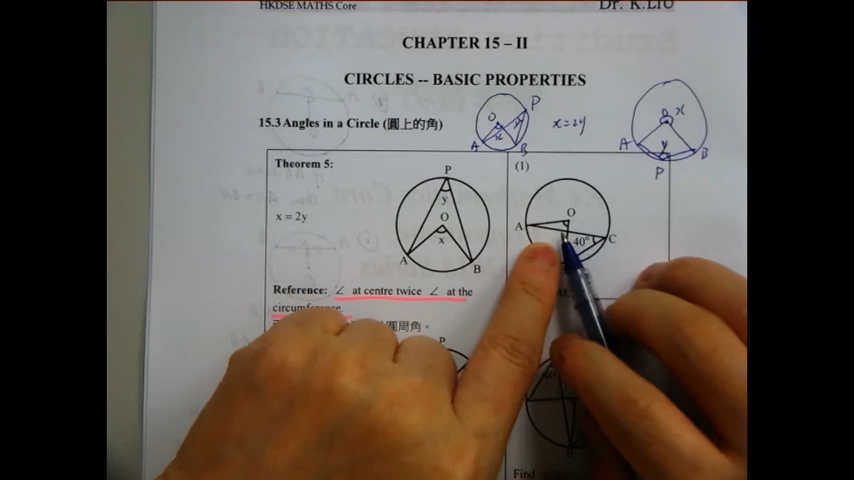 HKDSE MATHS Core
Dr. K.LIU
CHAPTER 15 – II
CIRCLES -- BASIC PROPERTIES
15.3 Angles in a Circle (圓上的角)
O
P
x
y
A
B
x = 2y
O
x
A
B
y
P
Theorem 5:
x = 2y
P
y
O
x
A
B
(1)
O
A
40°
C
Reference: ∠ at centre twice ∠ at the
circumference.
圓周角。
P
B
Find